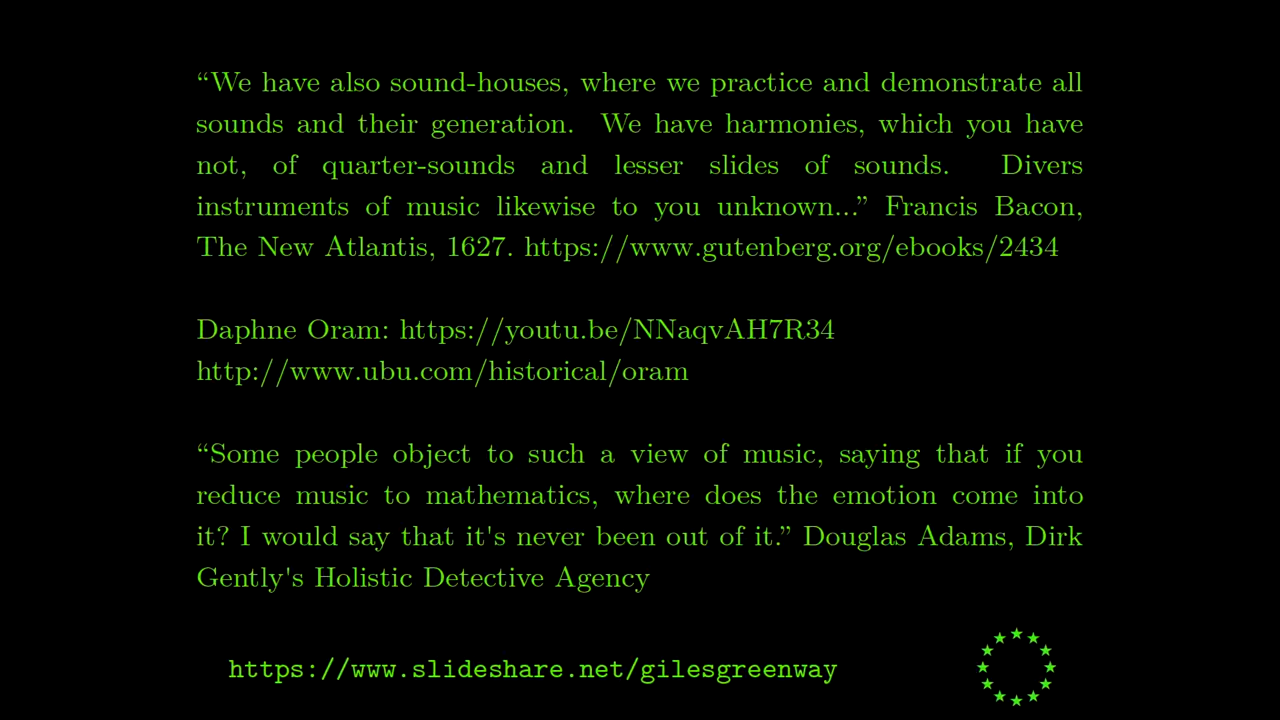 “We have also sound-houses, where we practice and demonstrate all
sounds and their generation. We have harmonies, which you have
not, of quarter-sounds and lesser slides of sounds. Divers
instruments of music likewise to you unknown...” Francis Bacon,
The New Atlantis, 1627. https://www.gutenberg.org/ebooks/2434
Daphne Oram: https://youtu.be/NNaqvAH7R34
http://www.ubu.com/historical/oram
“Some people object to such a view of music, saying that if you
reduce music to mathematics, where does the emotion come into
it? I would say that it's never been out of it.” Douglas Adams, Dirk
Gently's Holistic Detective Agency
https://www.slideshare.net/gilesgreenway